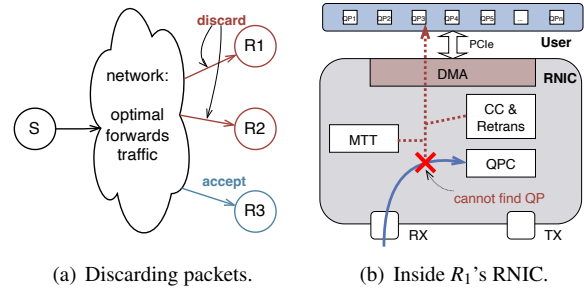 discard
R1
network:
optimal
forwards
traffic
S
R2
accept
R3
(a) Discarding packets.
QP1 QP2 QP3 QP4 QP5 ... QPn
PCIe
User
DMA
RNIC
CC &
Retrans
MTT
QPC
cannot find QP
RX
TX
(b) Inside R1's RNIC.